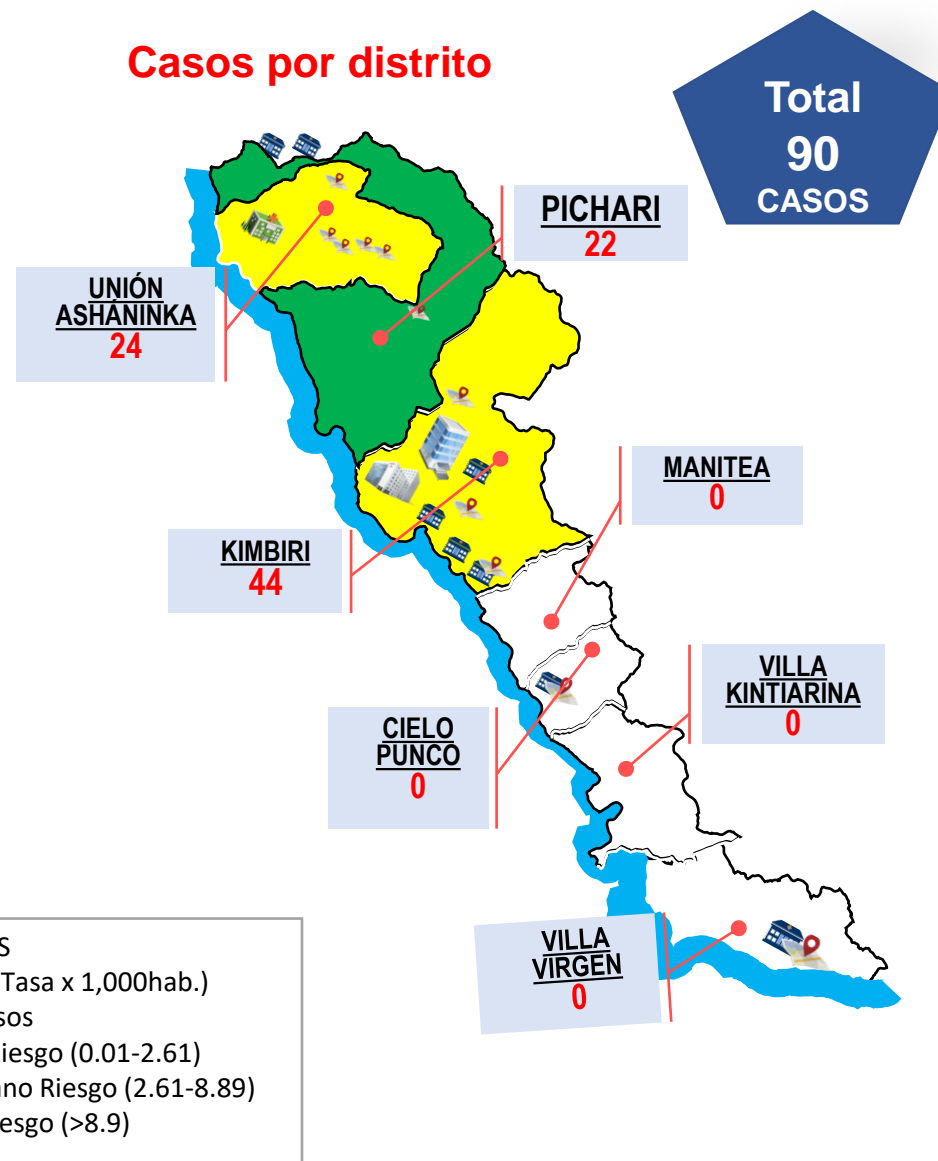 Casos por distrito
Total
90
CASOS
PICHARI
22
UNIÓN
ASHÁNINKA
24
MANITEA
0
KIMBIRI
44
VILLA
KINTIARINA
0
CIELO
PUNCO
0
VILLA
VIRGEN
0
S
Tasa x 1,000hab.)
sos
iesgo (0.01-2.61)
ano Riesgo (2.61-8.89)
esgo (>8.9)